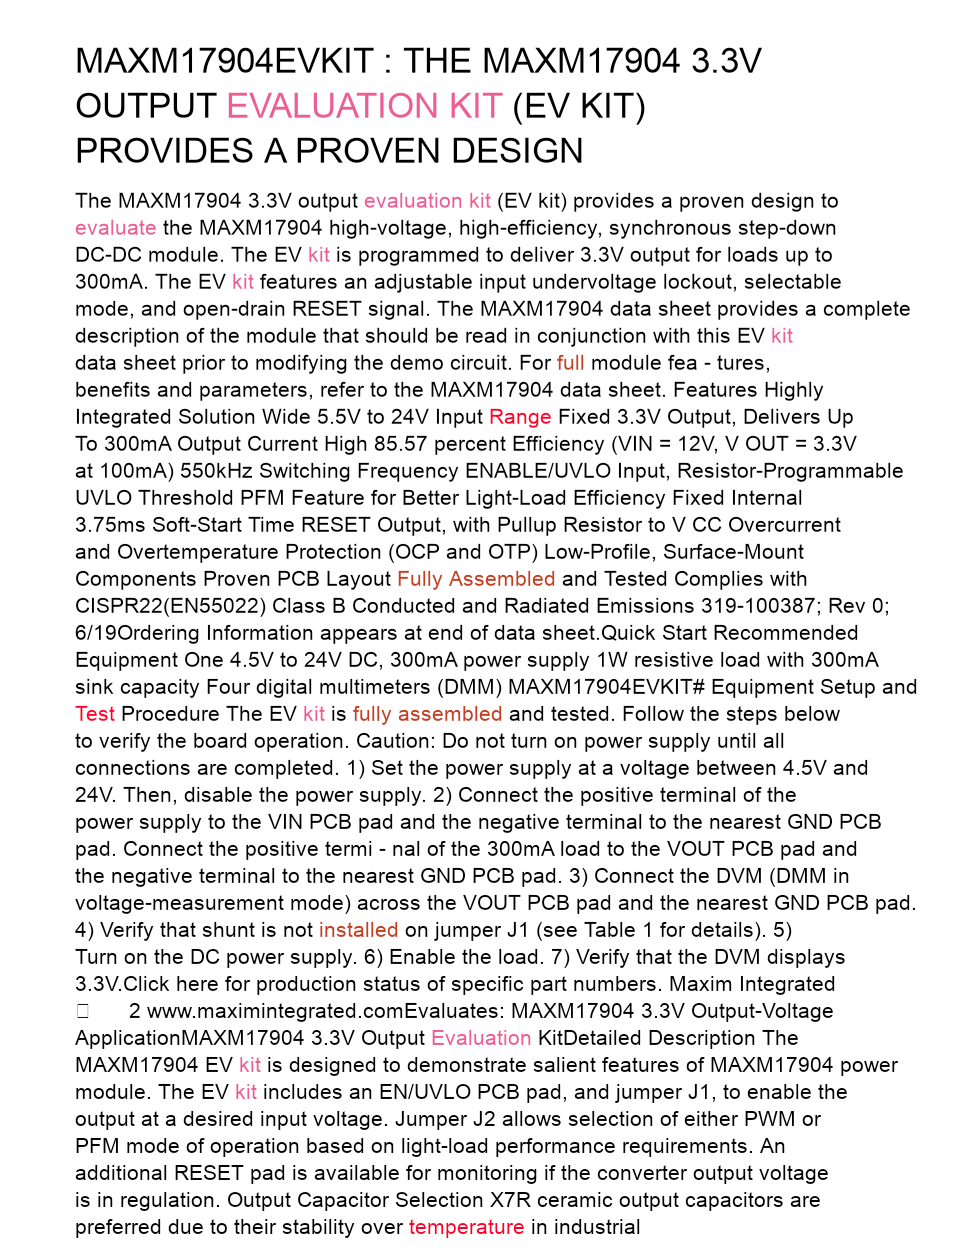 MAXM17904EVKIT : THE MAXM17904 3.3V
OUTPUT EVALUATION KIT (EV KIT)
PROVIDES A PROVEN DESIGN
The MAXM17904 3.3V output evaluation kit (EV kit) provides a proven design to
evaluate the MAXM17904 high-voltage, high-efficiency, synchronous step-down
DC-DC module. The EV kit is programmed to deliver 3.3V output for loads up to
300mA. The EV kit features an adjustable input undervoltage lockout, selectable
mode, and open-drain RESET signal. The MAXM17904 data sheet provides a complete
description of the module that should be read in conjunction with this EV kit
data sheet prior to modifying the demo circuit. For full module fea - tures,
benefits and parameters, refer to the MAXM17904 data sheet. Features Highly
Integrated Solution Wide 5.5V to 24V Input Range Fixed 3.3V Output, Delivers Up
To 300mA Output Current High 85.57 percent Efficiency (VIN = 12V, V OUT = 3.3V
at 100mA) 550kHz Switching Frequency ENABLE/UVLO Input, Resistor-Programmable
UVLO Threshold PFM Feature for Better Light-Load Efficiency Fixed Internal
3.75ms Soft-Start Time RESET Output, with Pullup Resistor to V CC Overcurrent
and Overtemperature Protection (OCP and OTP) Low-Profile, Surface-Mount
Components Proven PCB Layout Fully Assembled and Tested Complies with
CISPR22(EN55022) Class B Conducted and Radiated Emissions 319-100387; Rev 0;
6/19Ordering Information appears at end of data sheet.Quick Start Recommended
Equipment One 4.5V to 24V DC, 300mA power supply 1W resistive load with 300mA
sink capacity Four digital multimeters (DMM) MAXM17904EVKIT# Equipment Setup and
Test Procedure The EV kit is fully assembled and tested. Follow the steps below
to verify the board operation. Caution: Do not turn on power supply until all
connections are completed. 1) Set the power supply at a voltage between 4.5V and
24V. Then, disable the power supply. 2) Connect the positive terminal of the
power supply to the VIN PCB pad and the negative terminal to the nearest GND PCB
pad. Connect the positive termi - nal of the 300mA load to the VOUT PCB pad and
the negative terminal to the nearest GND PCB pad. 3) Connect the DVM (DMM in
voltage-measurement mode) across the VOUT PCB pad and the nearest GND PCB pad.
4) Verify that shunt is not installed on jumper J1 (see Table 1 for details). 5)
Turn on the DC power supply. 6) Enable the load. 7) Verify that the DVM displays
3.3V.Click here for production status of specific part numbers. Maxim Integrated
2 www.maximintegrated.comEvaluates: MAXM17904 3.3V Output-Voltage
ApplicationMAXM17904 3.3V Output Evaluation KitDetailed Description The
MAXM17904 EV kit is designed to demonstrate salient features of MAXM17904 power
module. The EV kit includes an EN/UVLO PCB pad, and jumper J1, to enable the
output at a desired input voltage. Jumper J2 allows selection of either PWM or
PFM mode of operation based on light-load performance requirements. An
additional RESET pad is available for monitoring if the converter output voltage
is in regulation. Output Capacitor Selection X7R ceramic output capacitors are
preferred due to their stability over temperature in industrial